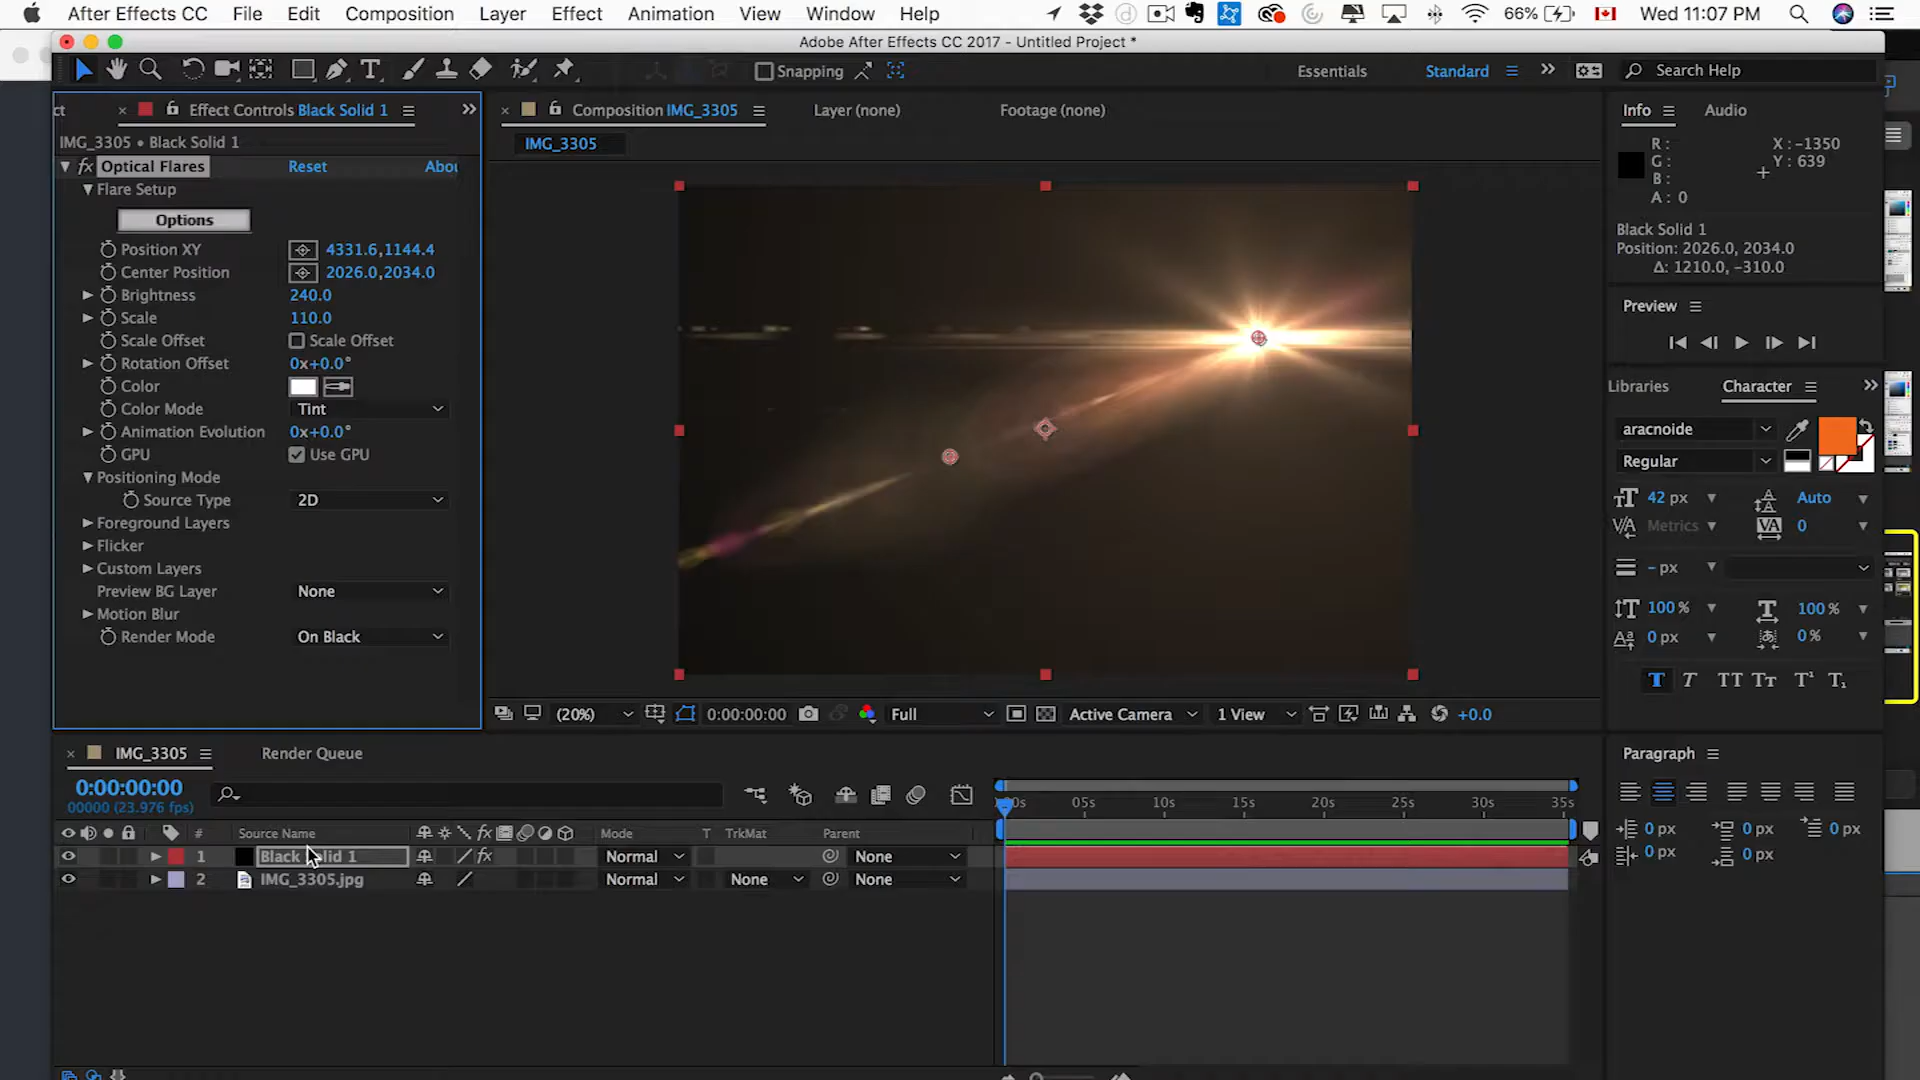 After Effects CC File Edit Composition Layer Effect Animation View Window Help 66% Wed 11:07 PM
Adobe After Effects CC 2017 - Untitled Project *
Snapping Essentials Standard Search Help
ct Effect Controls Black Solid 1 Composition IMG_3305 Layer (none) Footage (none) Info Audio
IMG_3305 • Black Solid 1 IMG_3305
Optical Flares Reset Abou
Flare Setup
Options
Position XY 4331.6,1144.4
Center Position 2026.0,2034.0
Brightness 240.0
Scale 110.0
Scale Offset Scale Offset
Rotation Offset 0x+0.0°
Color
Color Mode Tint
Animation Evolution 0x+0.0°
GPU Use GPU
Positioning Mode
Source Type 2D
Foreground Layers
Flicker
Custom Layers
Preview BG Layer None
Motion Blur
Render Mode On Black
R: X: -1350
G: Y: 639
B:
A: 0
Black Solid 1
Position: 2026.0, 2034.0
Δ: 1210.0, -310.0
Preview
Libraries Character
aracnoide
Regular
42 px Auto
Metrics 0
- px
100 % 100 %
0 px 0 %
T T TT Tt T¹ T₁
(20%) 0:00:00:00 Full Active Camera 1 View +0.0
IMG_3305 Render Queue
0:00:00:00
00000 (23.976 fps)
00s 05s 10s 15s 20s 25s 30s 35s
# Source Name Mode T TrkMat Parent
1 Black Solid 1 Normal None
2 IMG_3305.jpg Normal None None
Paragraph
0 px 0 px 0 px
0 px 0 px